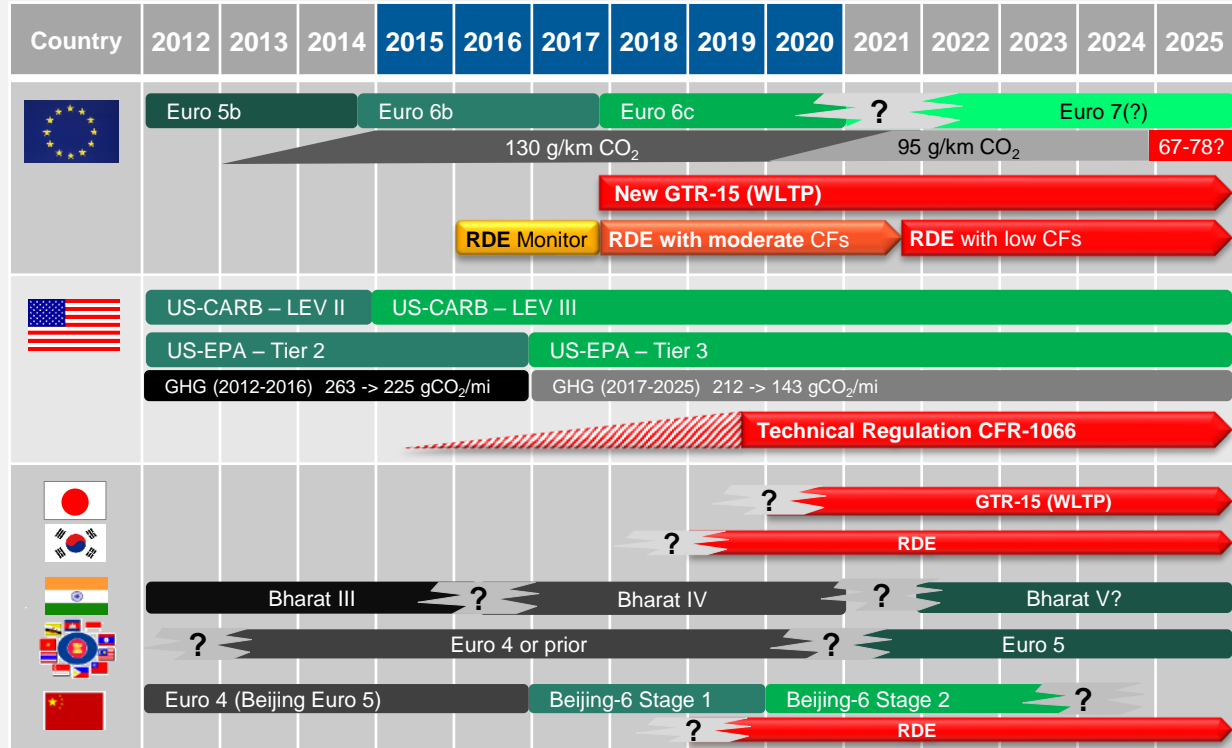 Country 2012 2013 2014 2015 2016 2017 2018 2019 2020 2021 2022 2023 2024 2025
Euro 5b Euro 6b Euro 6c ? Euro 7(?)
130 g/km CO₂ 95 g/km CO₂ 67-78?
New GTR-15 (WLTP)
RDE Monitor RDE with moderate CFs RDE with low CFs
US-CARB – LEV II US-CARB – LEV III
US-EPA – Tier 2 US-EPA – Tier 3
GHG (2012-2016) 263 -> 225 gCO₂/mi GHG (2017-2025) 212 -> 143 gCO₂/mi
Technical Regulation CFR-1066
? GTR-15 (WLTP)
? RDE
Bharat III ? Bharat IV ? Bharat V?
? Euro 4 or prior ? Euro 5
Euro 4 (Beijing Euro 5) Beijing-6 Stage 1 Beijing-6 Stage 2 ?
? RDE